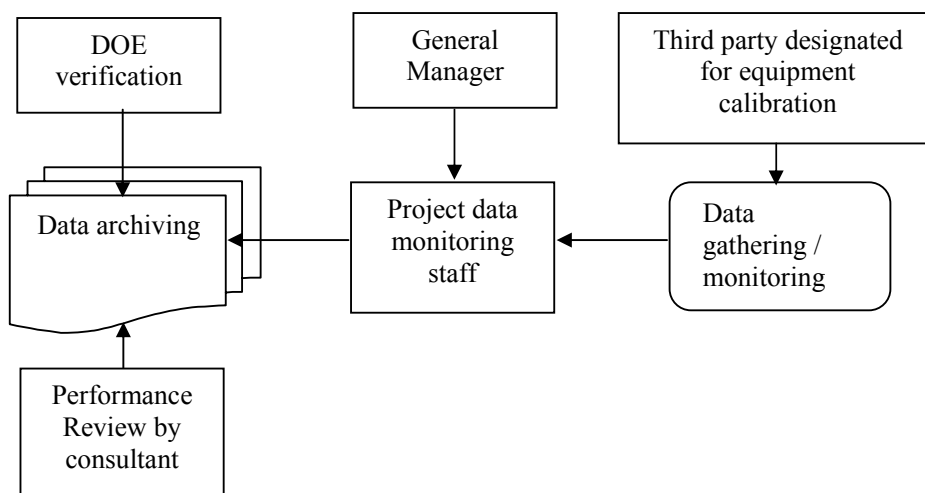 DOE
verification
General
Manager
Third party designated
for equipment
calibration
Data archiving
Project data
monitoring
staff
Data
gathering /
monitoring
Performance
Review by
consultant